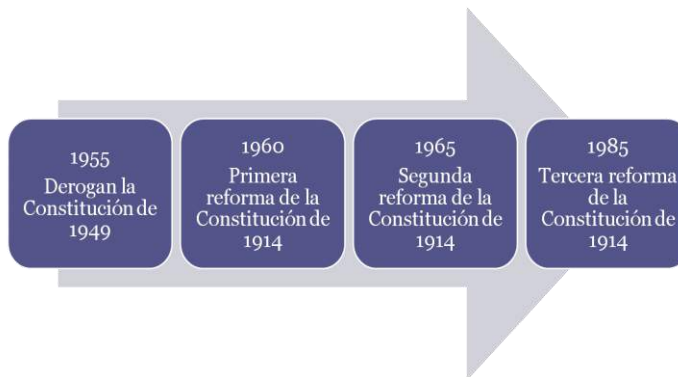 1955
Derogan la
Constitución de
1949
1960
Primera
reforma de la
Constitución de
1914
1965
Segunda
reforma de la
Constitución de
1914
1985
Tercera reforma
de la
Constitución de
1914